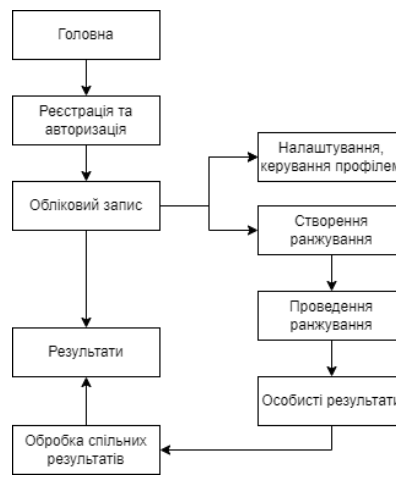 Головна
Реєстрація та
авторизація
Обліковий запис
Налаштування,
керування профілем
Створення
ранжування
Проведення
ранжування
Результати
Особисті результати
Обробка спільних
результатів